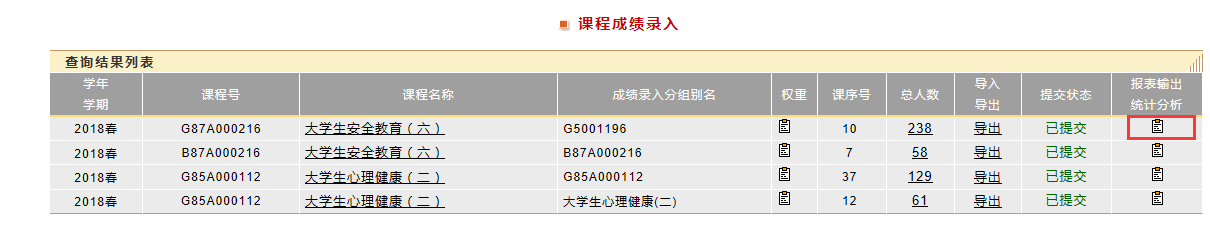 课程成绩录入
查询结果列表
学年 课程号 课程名称 成绩录入分组别名 权重 课序号 总人数 导入 提交状态 报表输出
学期 导出 统计分析
2018春 G87A000216 大学生安全教育（六） G5001196 10 238 导出 已提交
2018春 B87A000216 大学生安全教育（六） B87A000216 7 58 导出 已提交
2018春 G85A000112 大学生心理健康（二） G85A000112 37 129 导出 已提交
2018春 G85A000112 大学生心理健康（二） 大学生心理健康(二) 12 61 导出 已提交